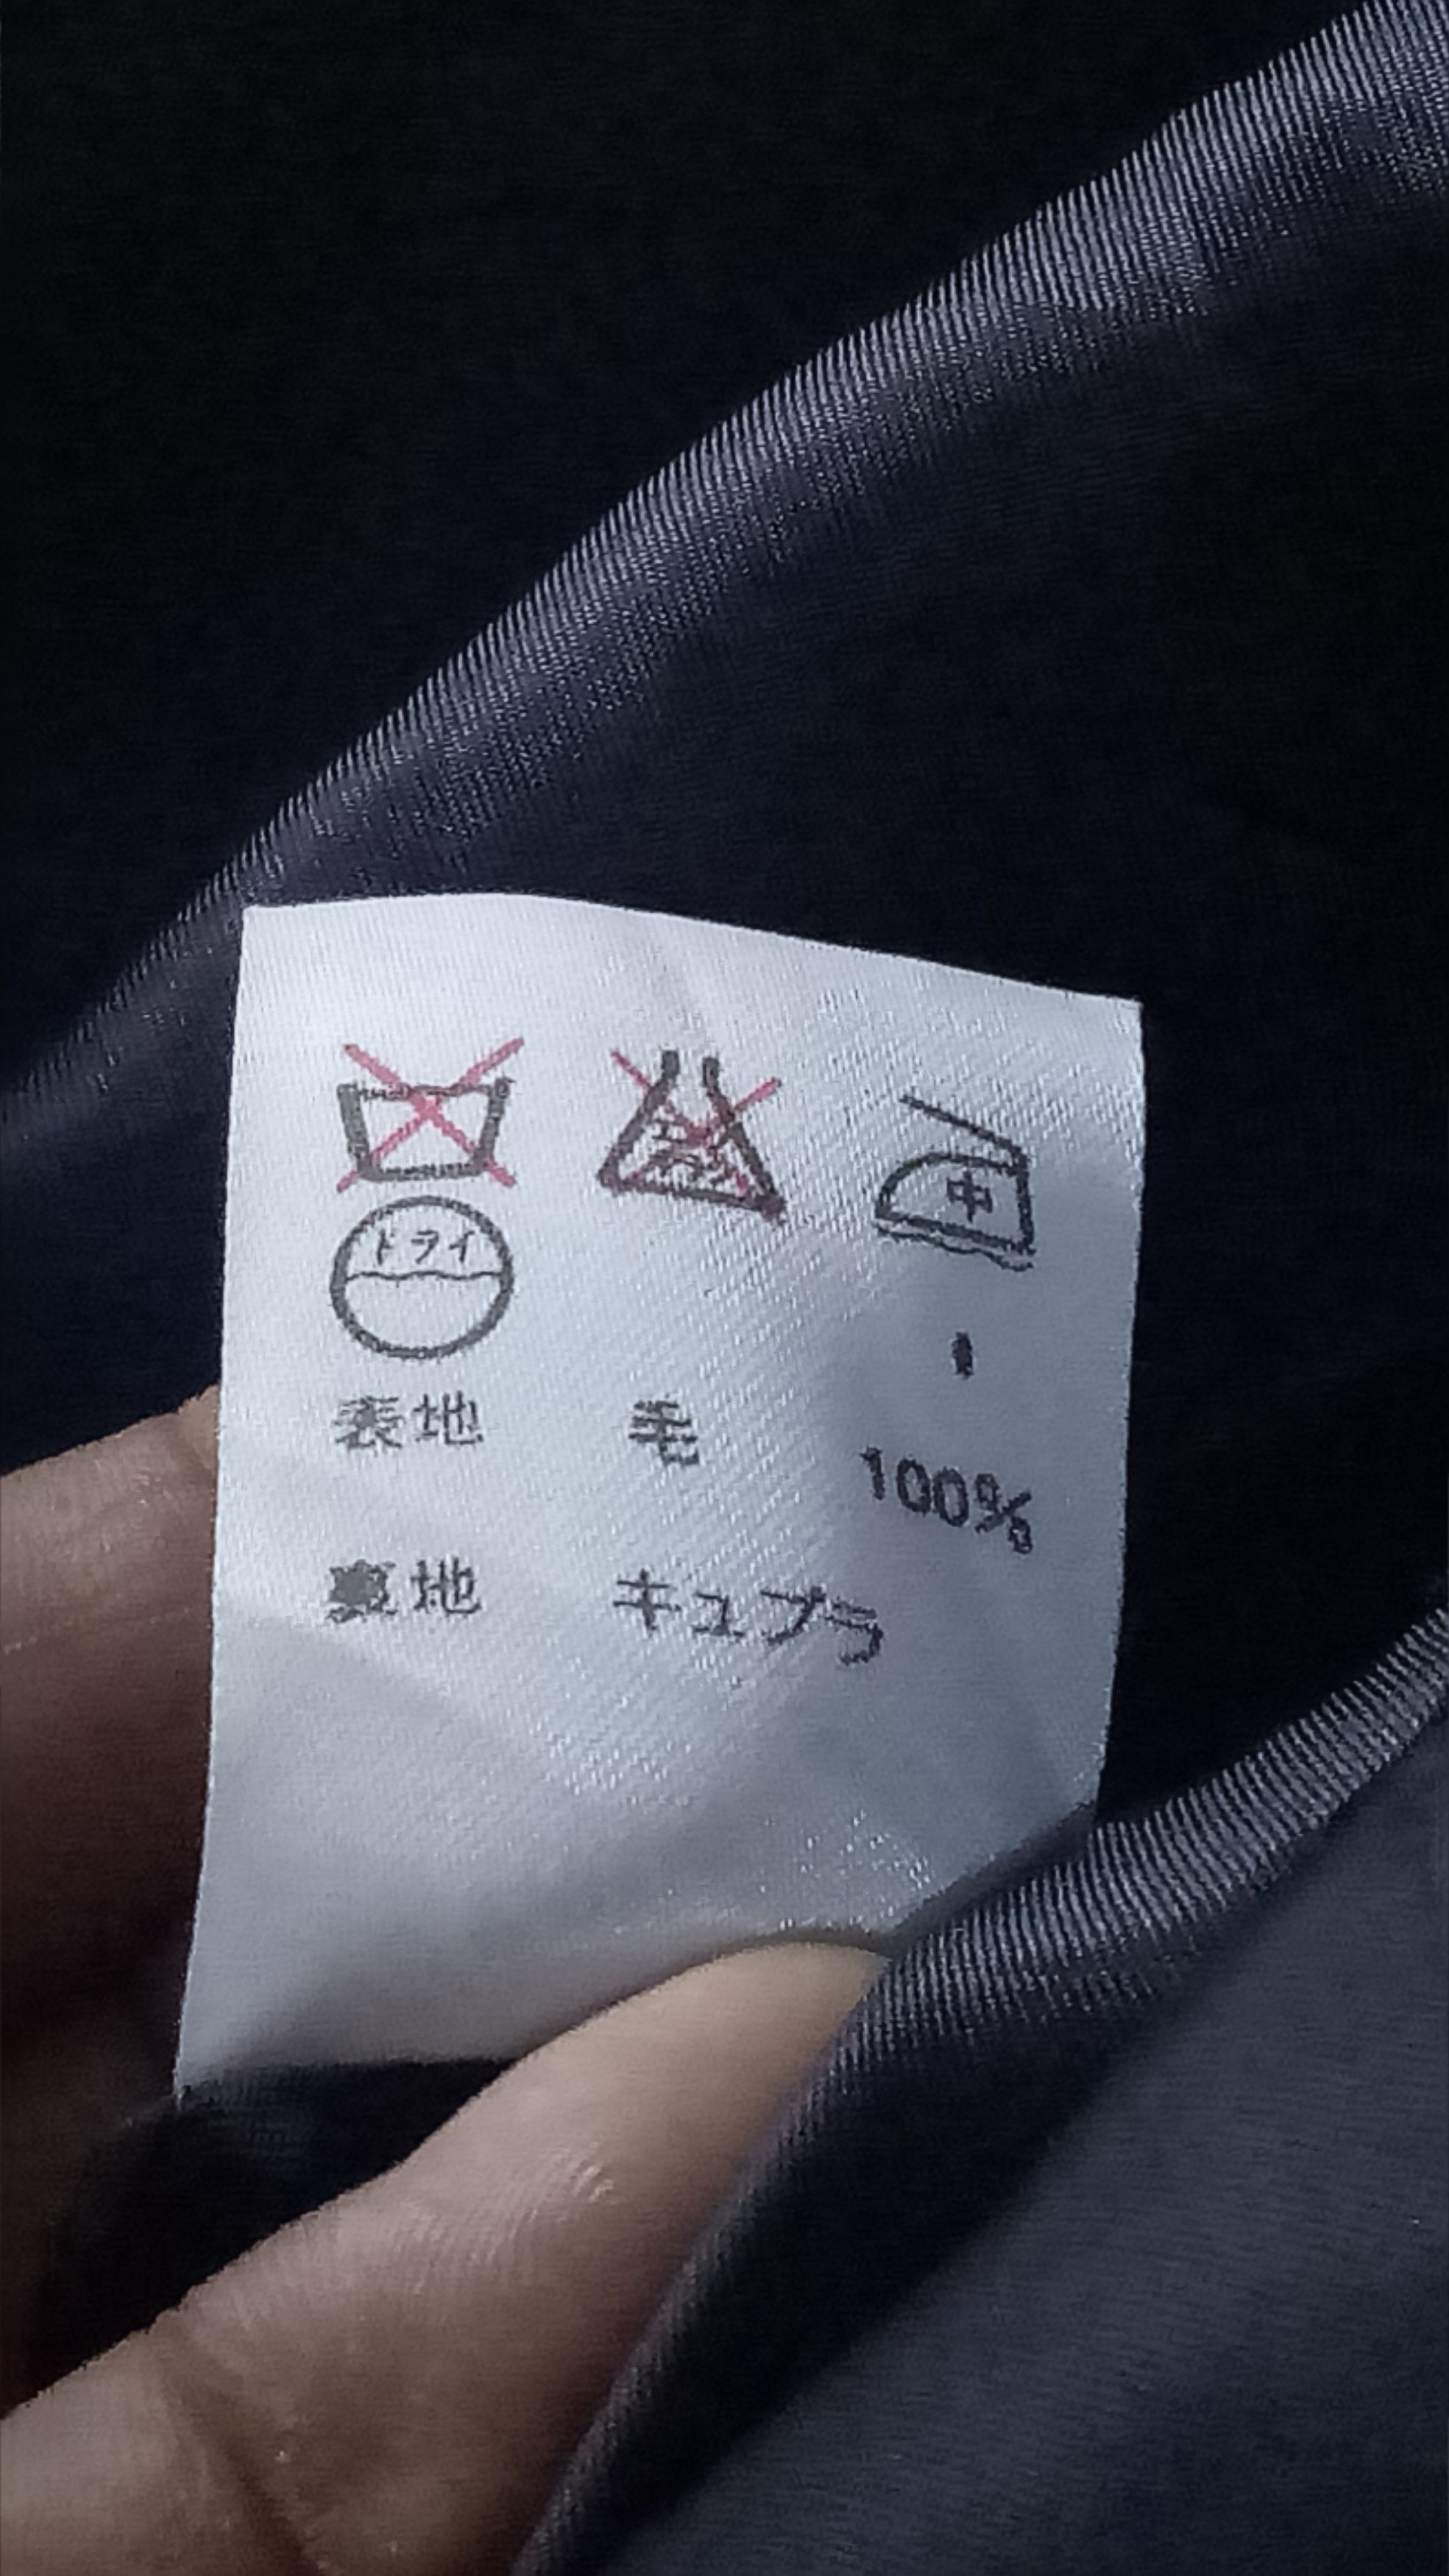 中
ドライ
表地 毛 100%
裏地 キュプラ